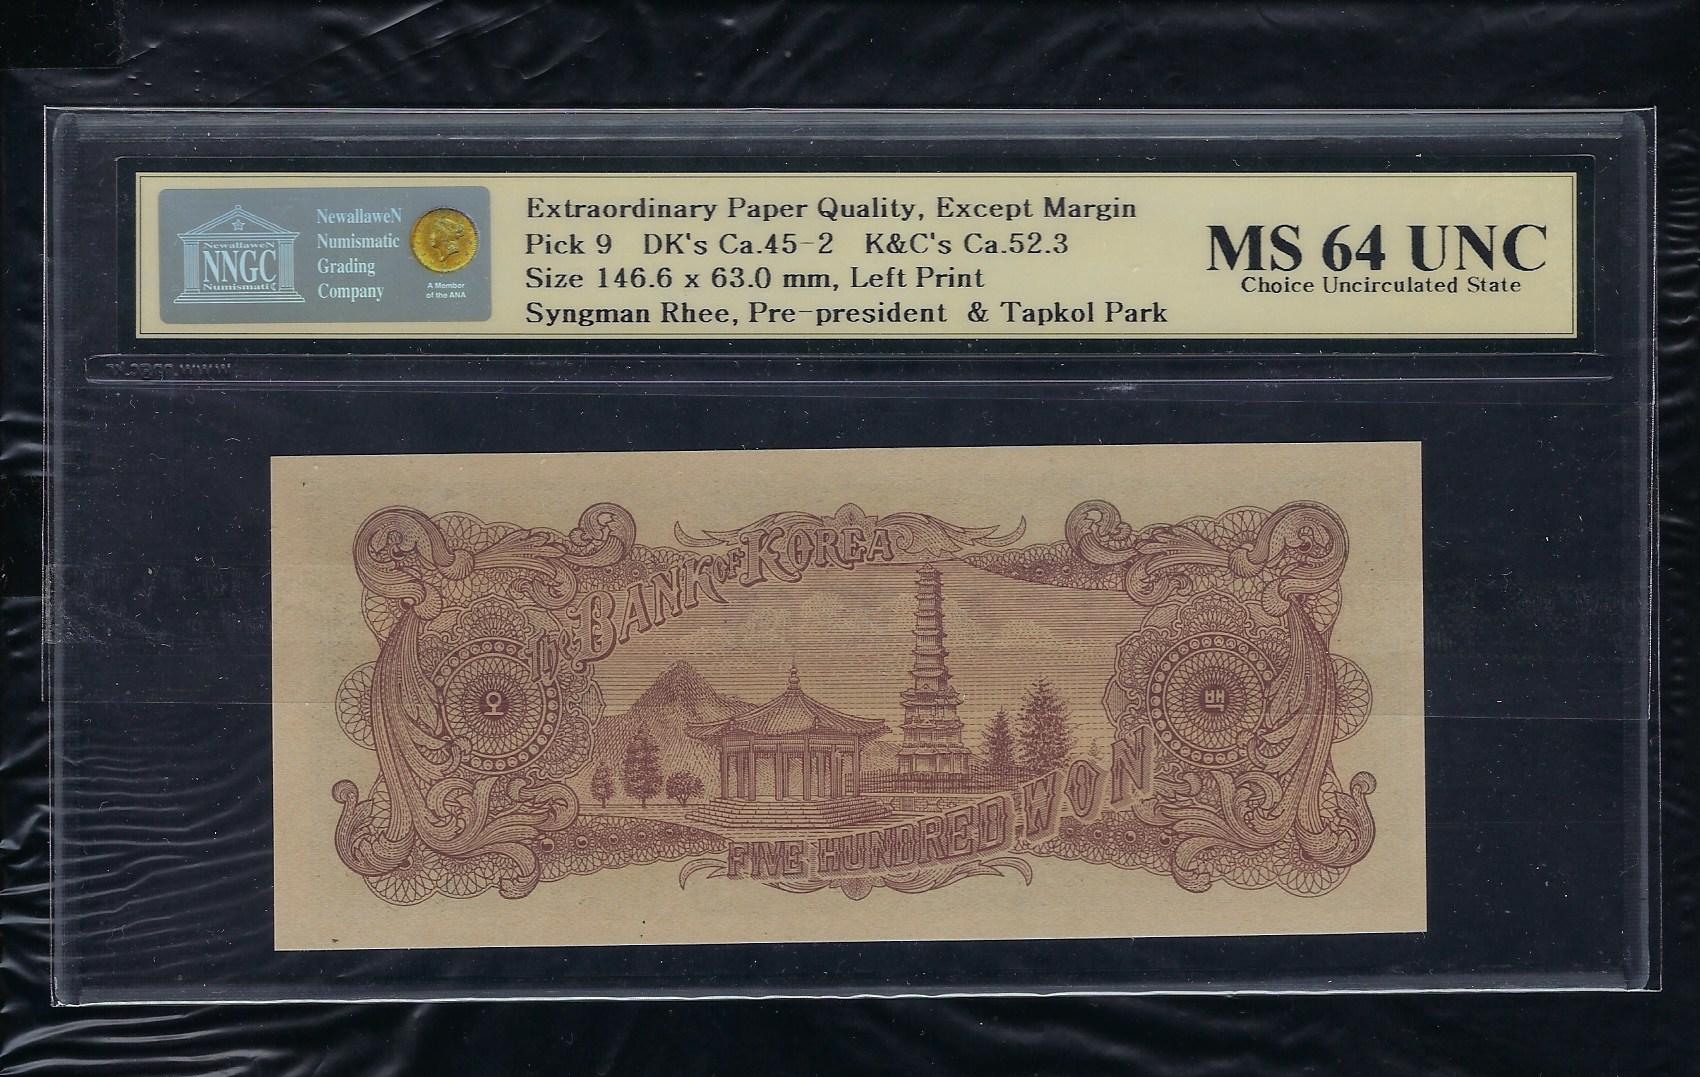 NewallaweN
NNGC
Numismatic
NewallaweN
Numismatic
Grading
Company
A Member
of the ANA
Extraordinary Paper Quality, Except Margin
Pick 9 DK's Ca.45-2 K&C's Ca.52.3
Size 146.6 x 63.0 mm, Left Print
Syngman Rhee, Pre-president & Tapkol Park
MS 64 UNC
Choice Uncirculated State
The BANK OF KOREA
오
백
FIVE HUNDRED WON